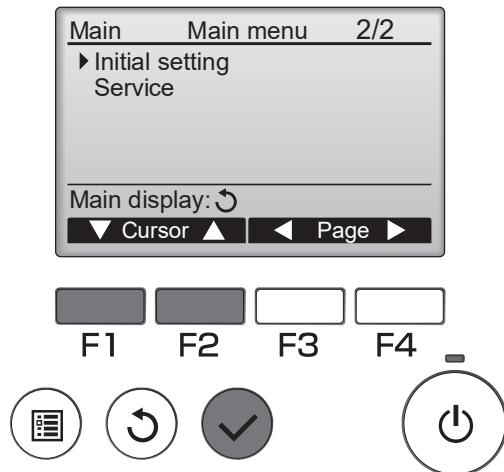 Main Main menu 2/2
Initial setting
Service
Main display:
Cursor Page
F1 F2 F3 F4